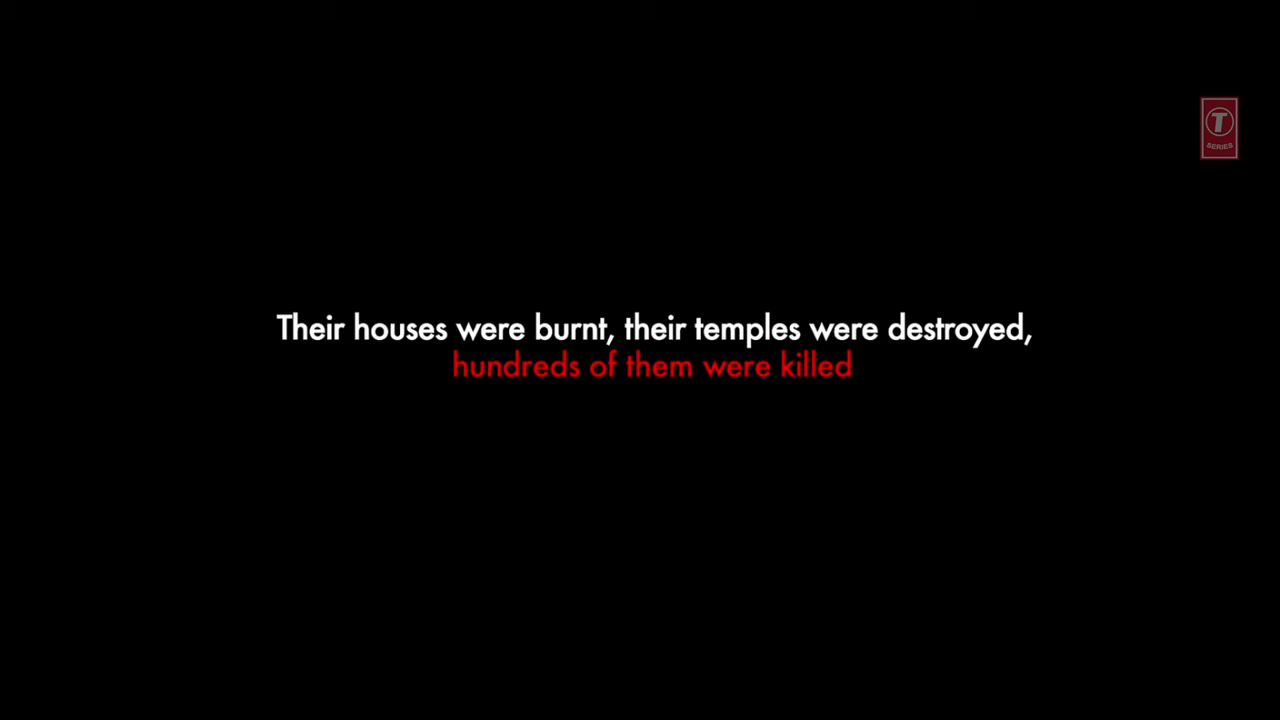 T
SERIES
Their houses were burnt, their temples were destroyed,
hundreds of them were killed